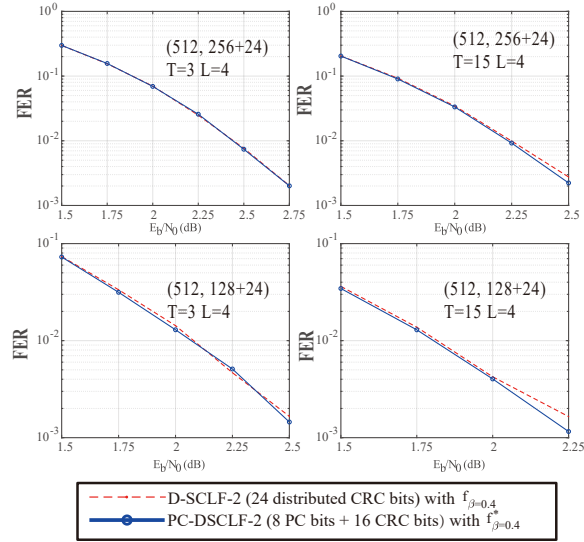 10^0
10^-1
10^-2
10^-3
FER
(512, 256+24)
T=3 L=4
1.5 1.75 2 2.25 2.5 2.75
E_b/N_0 (dB)
10^0
10^-1
10^-2
10^-3
FER
(512, 256+24)
T=15 L=4
1.5 1.75 2 2.25 2.5
E_b/N_0 (dB)
10^-1
10^-2
10^-3
FER
(512, 128+24)
T=3 L=4
1.5 1.75 2 2.25 2.5
E_b/N_0 (dB)
10^-1
10^-2
10^-3
FER
(512, 128+24)
T=15 L=4
1.5 1.75 2 2.25
E_b/N_0 (dB)
D-SCLF-2 (24 distributed CRC bits) with f_β=0.4
PC-DSCLF-2 (8 PC bits + 16 CRC bits) with f*_β=0.4